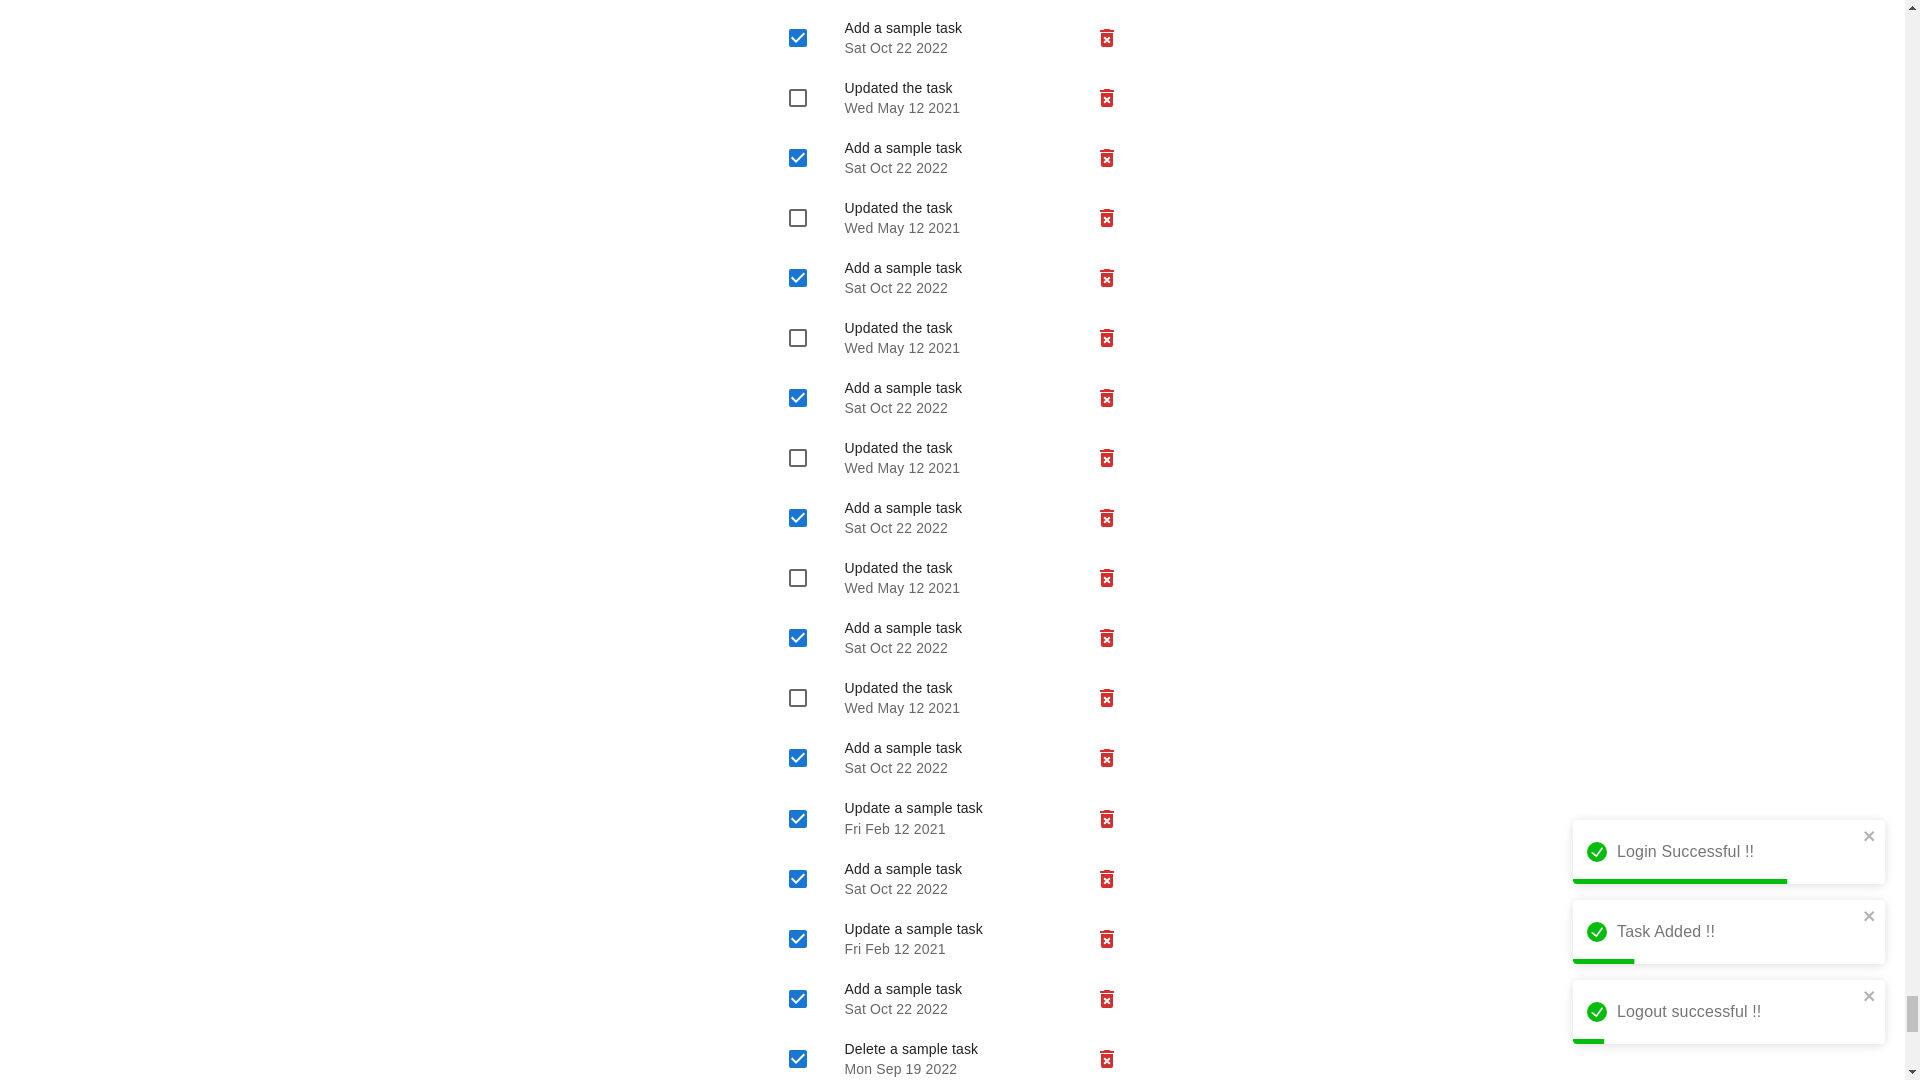 Add a sample task
Sat Oct 22 2022
Updated the task
Wed May 12 2021
Add a sample task
Sat Oct 22 2022
Updated the task
Wed May 12 2021
Add a sample task
Sat Oct 22 2022
Updated the task
Wed May 12 2021
Add a sample task
Sat Oct 22 2022
Updated the task
Wed May 12 2021
Add a sample task
Sat Oct 22 2022
Updated the task
Wed May 12 2021
Add a sample task
Sat Oct 22 2022
Updated the task
Wed May 12 2021
Add a sample task
Sat Oct 22 2022
Update a sample task
Fri Feb 12 2021
Add a sample task
Sat Oct 22 2022
Update a sample task
Fri Feb 12 2021
Add a sample task
Sat Oct 22 2022
Delete a sample task
Mon Sep 19 2022
Login Successful !!
Task Added !!
Logout successful !!